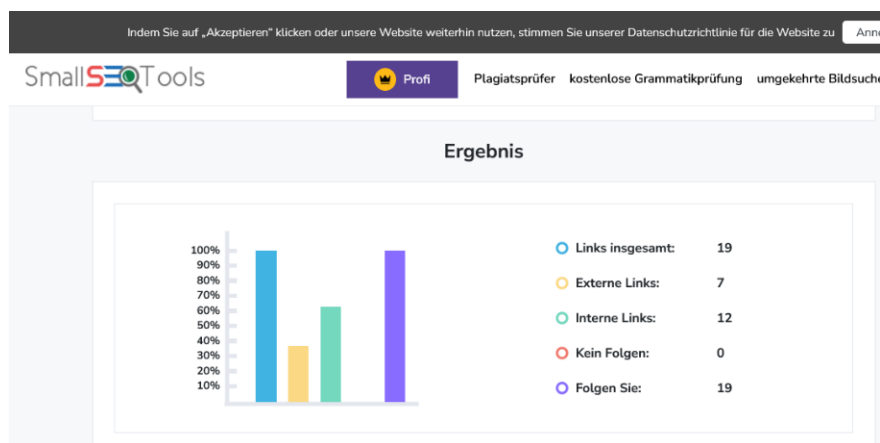 Indem Sie auf „Akzeptieren" klicken oder unsere Website weiterhin nutzen, stimmen Sie unserer Datenschutzrichtlinie für die Website zu
SmallSEOTools Profi Plagiatsprüfer kostenlose Grammatikprüfung umgekehrte Bildsuche
Ergebnis
100%
90%
80%
70%
60%
50%
40%
30%
20%
10%
Links insgesamt: 19
Externe Links: 7
Interne Links: 12
Kein Folgen: 0
Folgen Sie: 19